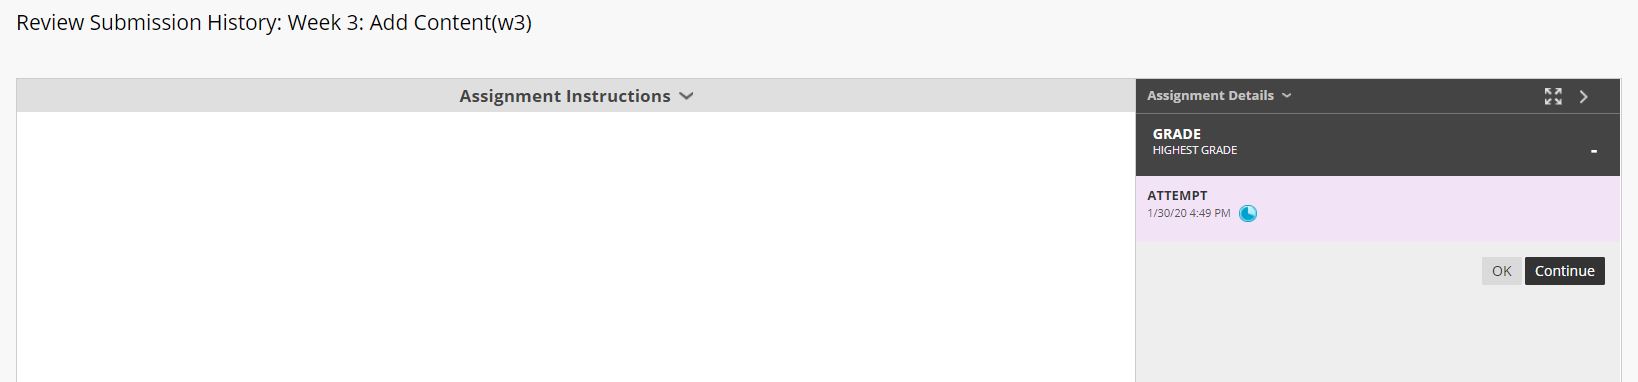 Review Submission History: Week 3: Add Content(w3)
Assignment Instructions
Assignment Details
GRADE
HIGHEST GRADE
-
ATTEMPT
1/30/20 4:49 PM
OK Continue